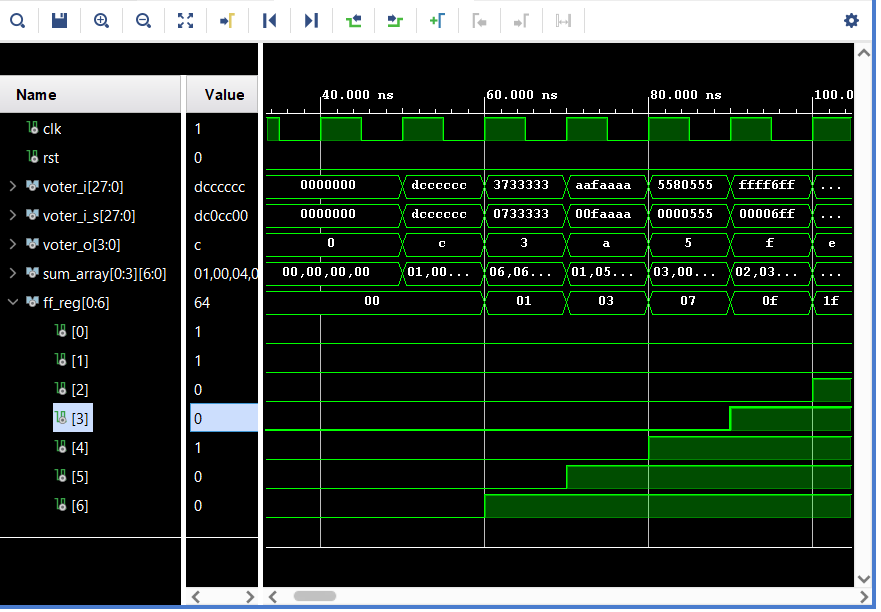 Name Value 40.000 ns 60.000 ns 80.000 ns 100.0
clk 1
rst 0
voter_i[27:0] dcccccc 0000000 dcccccc 3733333 aafaaaa 5580555 ffff6ff ...
voter_i_s[27:0] dc0cc00 0000000 dcccccc 0733333 00faaaa 0000555 00006ff ...
voter_o[3:0] c 0 c 3 a 5 f e
sum_array[0:3][6:0] 01,00,04,0 00,00,00,00 01,00... 06,06... 01,05... 03,00... 02,03... ...
ff_reg[0:6] 64 00 01 03 07 0f 1f
[0] 1
[1] 1
[2] 0
[3] 0
[4] 1
[5] 0
[6] 0